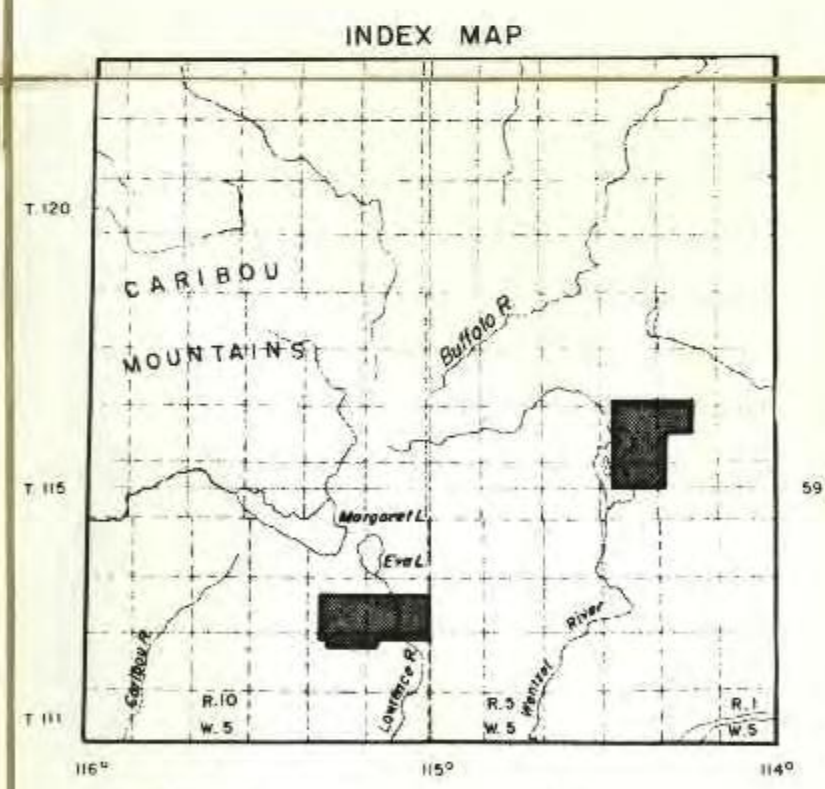 INDEX MAP
T. 120
CARIBOU
MOUNTAINS
Buffalo R.
T. 115
59
Margaret L.
Eva L.
Caribou R.
Lawrence R.
Wentzel River
R. 10
W. 5
R. 5
W. 5
R. 1
W. 5
T 111
116°
115°
114°